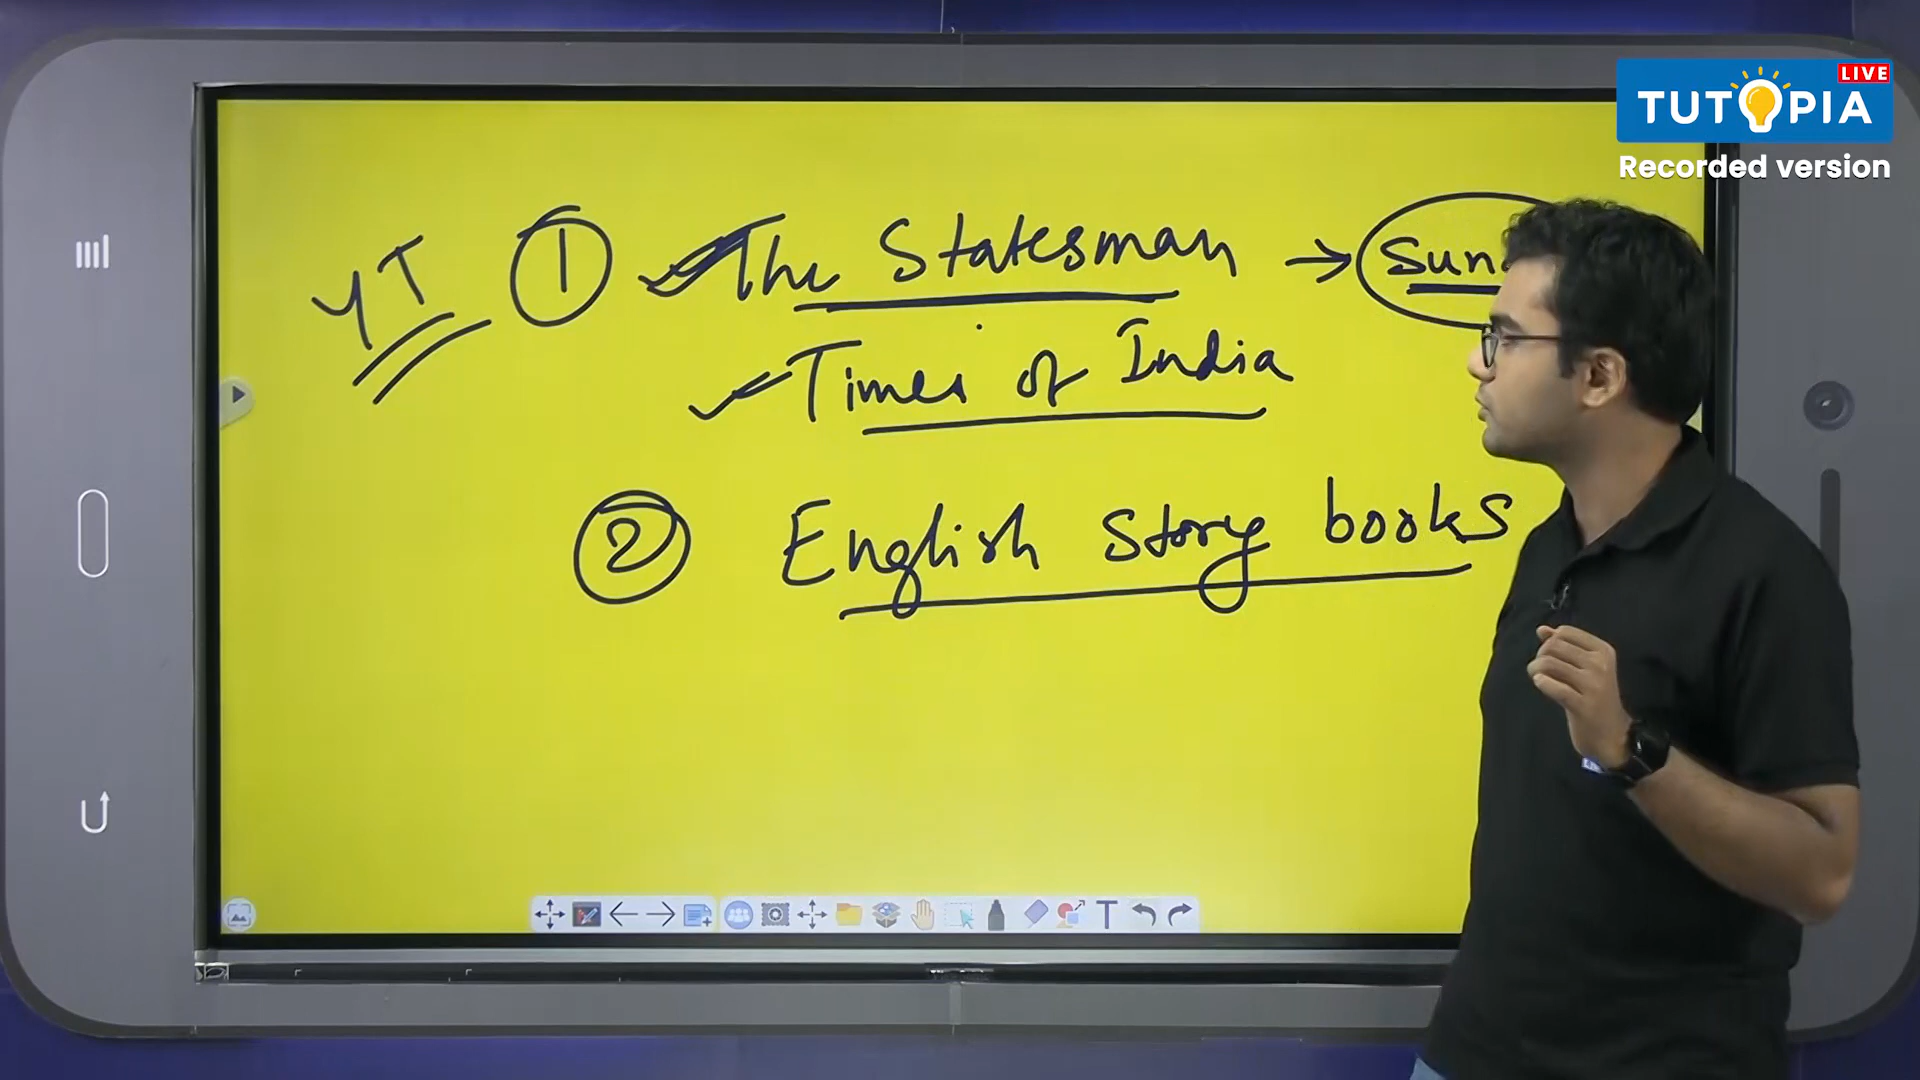 LIVE
TUTOPIA
Recorded version
YT ① The Statesman → Sun
Times of India
② English Story books